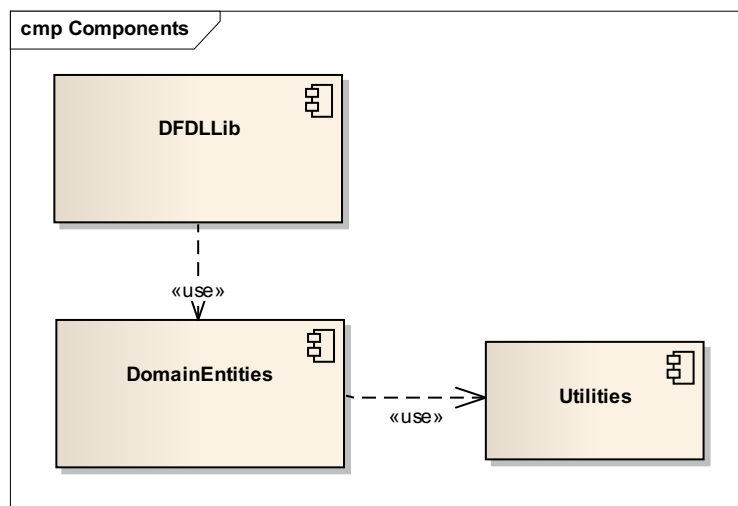 cmp Components
DFDLLib
«use»
DomainEntities
Utilities
«use»